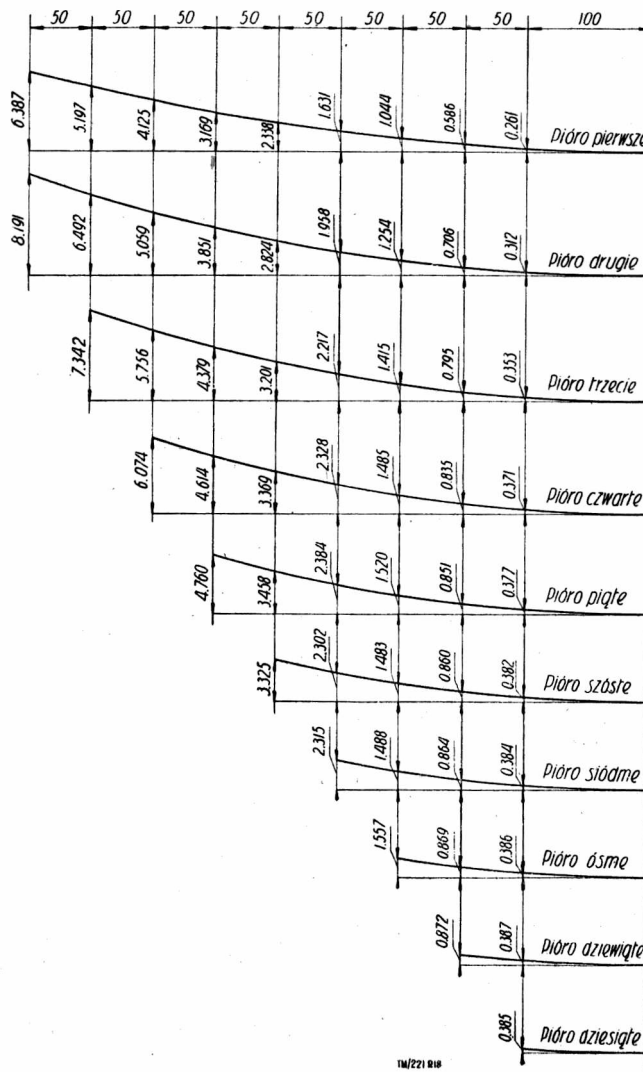 50 50 50 50 50 50 50 50 100
6.387 5.197 4.125 3.169 2.338 1.631 1.044 0.586 0.261 Pióro pierwsze
8.191 6.492 5.059 3.851 2.824 1.958 1.254 0.706 0.312 Pióro drugie
7.342 5.756 4.379 3.201 2.217 1.415 0.795 0.353 Pióro trzecie
6.074 4.614 3.369 2.328 1.485 0.835 0.371 Pióro czwarte
4.760 3.458 2.384 1.520 0.851 0.377 Pióro piąte
3.325 2.302 1.483 0.860 0.382 Pióro szóste
2.315 1.488 0.864 0.384 Pióro siódme
1.557 0.869 0.386 Pióro ósme
0.872 0.387 Pióro dziewiąte
0.385 Pióro dziesiąte
TM/221 R18